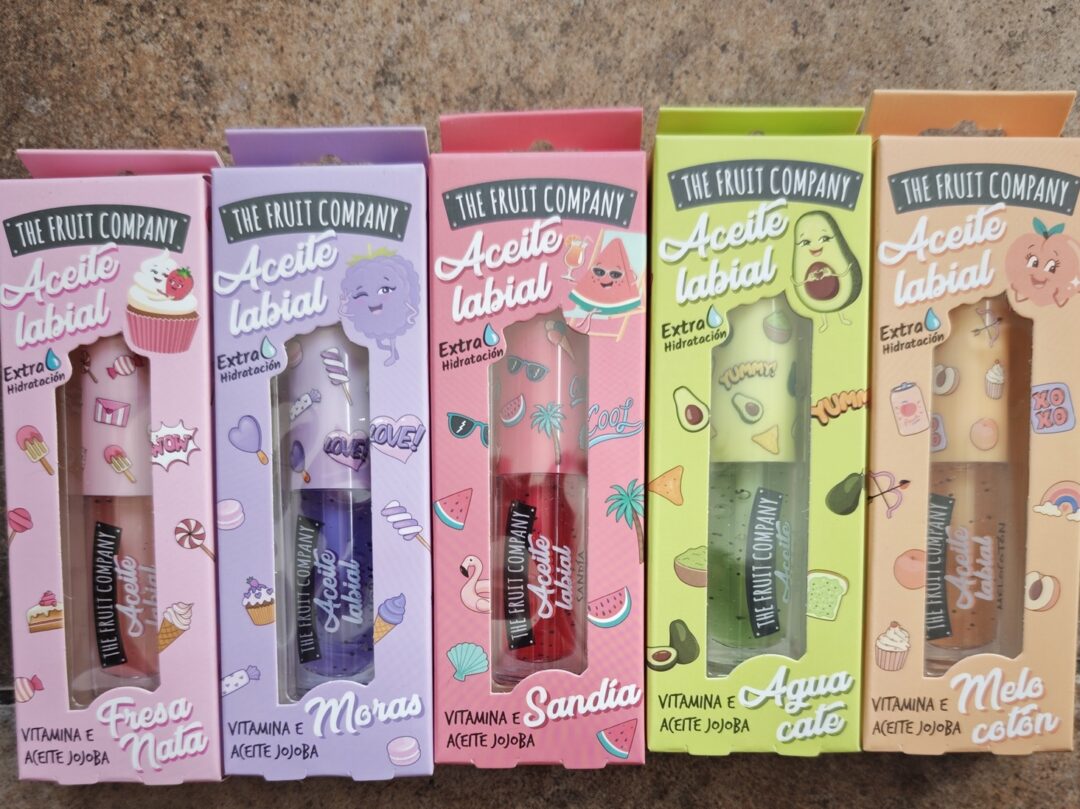 THE FRUIT COMPANY
Aceite
labial
Extra
Hidratación
WOW
THE FRUIT COMPANY
Aceite
labial
VITAMINA E
ACEITE JOJOBA
Fresa
Nata
THE FRUIT COMPANY
Aceite
labial
Extra
Hidratación
LOVE!
LOVE!
THE FRUIT COMPANY
Aceite
labial
VITAMINA E
ACEITE JOJOBA
Moras
THE FRUIT COMPANY
Aceite
labial
Extra
Hidratación
COOL
THE FRUIT COMPANY
Aceite
labial
SANDÍA
VITAMINA E
ACEITE JOJOBA
Sandía
THE FRUIT COMPANY
Aceite
labial
Extra
Hidratación
YUMMY!
YUMM
THE FRUIT COMPANY
Aceite
VITAMINA E
ACEITE JOJOBA
Agua
cate
THE FRUIT COMPANY
Aceite
labial
Extra
Hidratación
XO
XO
THE FRUIT COMPANY
Aceite
labial
MELOCOTÓN
VITAMINA E
ACEITE JOJOBA
Melo
cotón